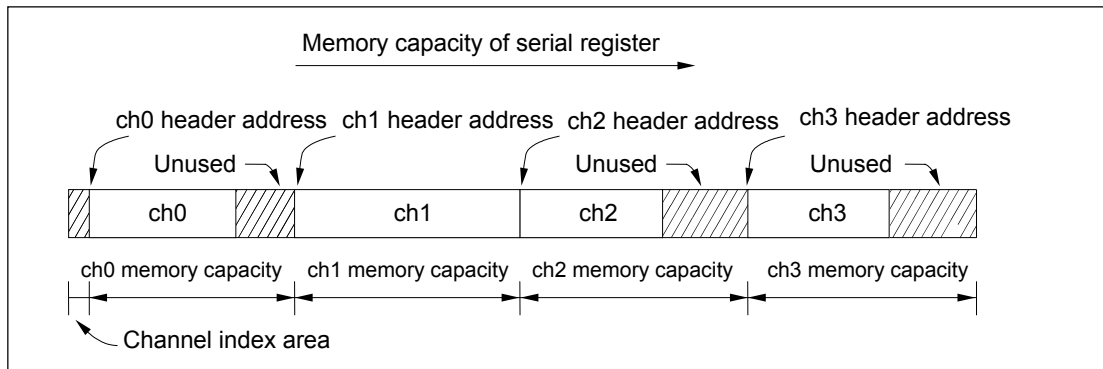 Memory capacity of serial register
ch0 header address
ch1 header address
ch2 header address
ch3 header address
Unused
Unused
Unused
ch0
ch1
ch2
ch3
ch0 memory capacity
ch1 memory capacity
ch2 memory capacity
ch3 memory capacity
Channel index area